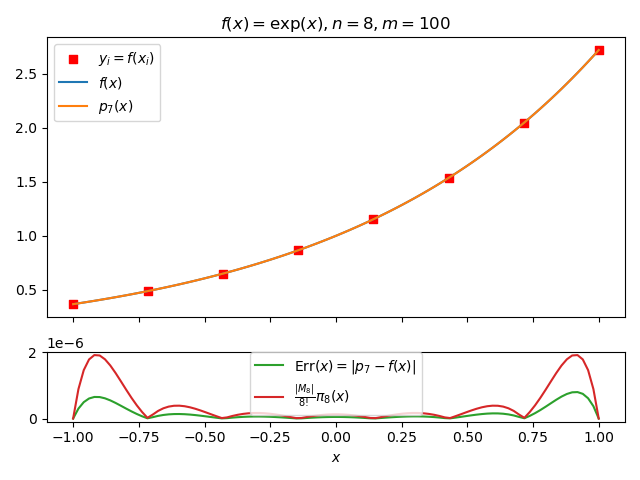 f(x) = exp(x), n = 8, m = 100
y_i = f(x_i)
f(x)
p_7(x)
2.5
2.0
1.5
1.0
0.5
1e−6
2
0
Err(x) = |p_7 − f(x)|
|M_8|/8! π_8(x)
−1.00 −0.75 −0.50 −0.25 0.00 0.25 0.50 0.75 1.00
x